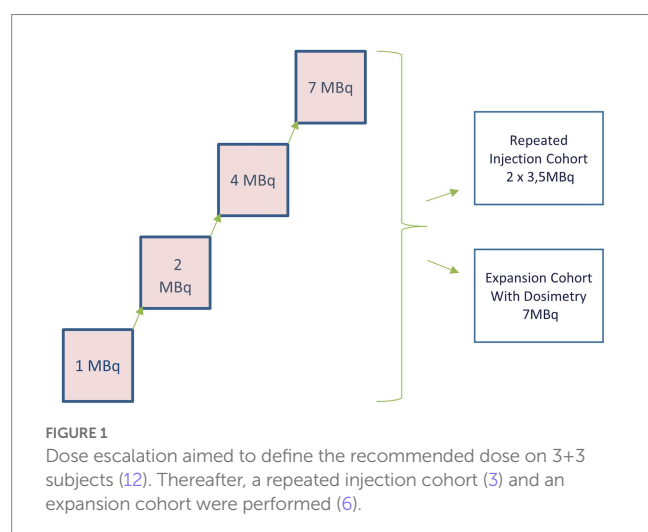 7 MBq
4 MBq
2
MBq
1 MBq
Repeated
Injection Cohort
2 x 3,5MBq
Expansion Cohort
With Dosimetry
7MBq
FIGURE 1
Dose escalation aimed to define the recommended dose on 3+3
subjects (12). Thereafter, a repeated injection cohort (3) and an
expansion cohort were performed (6).